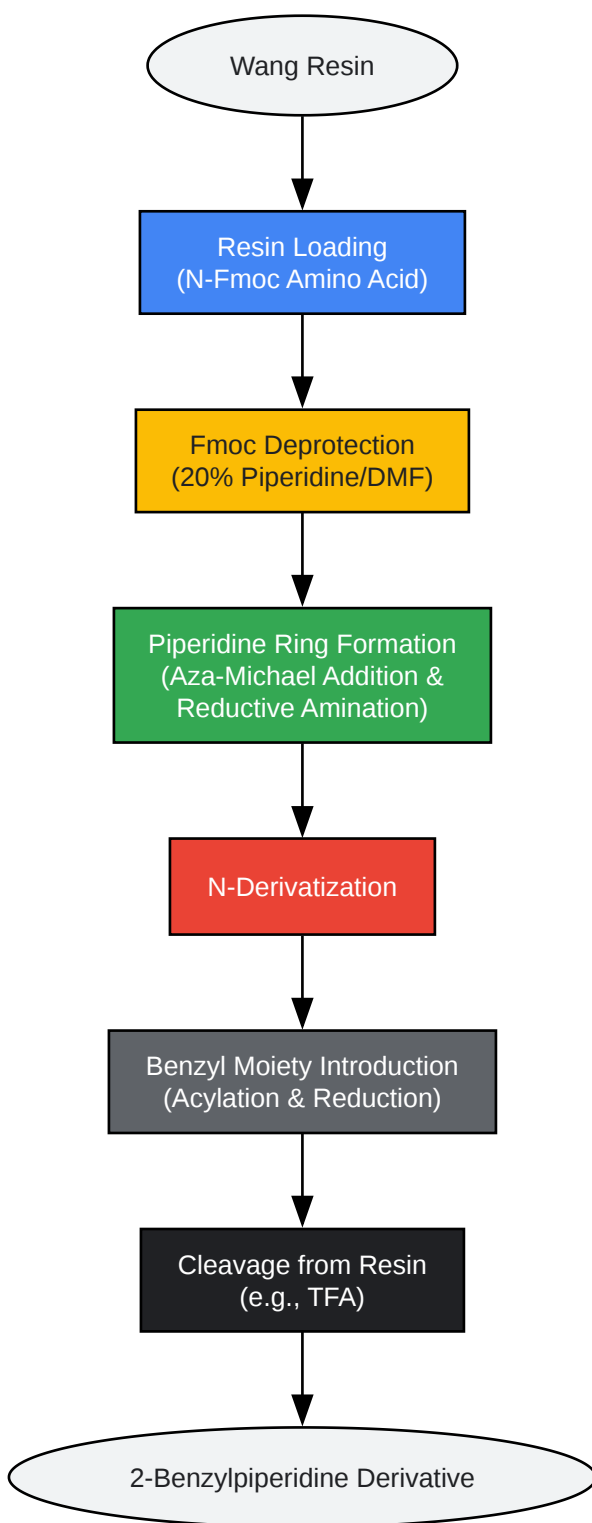 Wang Resin
Resin Loading
(N-Fmoc Amino Acid)
Fmoc Deprotection
(20% Piperidine/DMF)
Piperidine Ring Formation
(Aza-Michael Addition &
Reductive Amination)
N-Derivatization
Benzyl Moiety Introduction
(Acylation & Reduction)
Cleavage from Resin
(e.g., TFA)
2-Benzylpiperidine Derivative